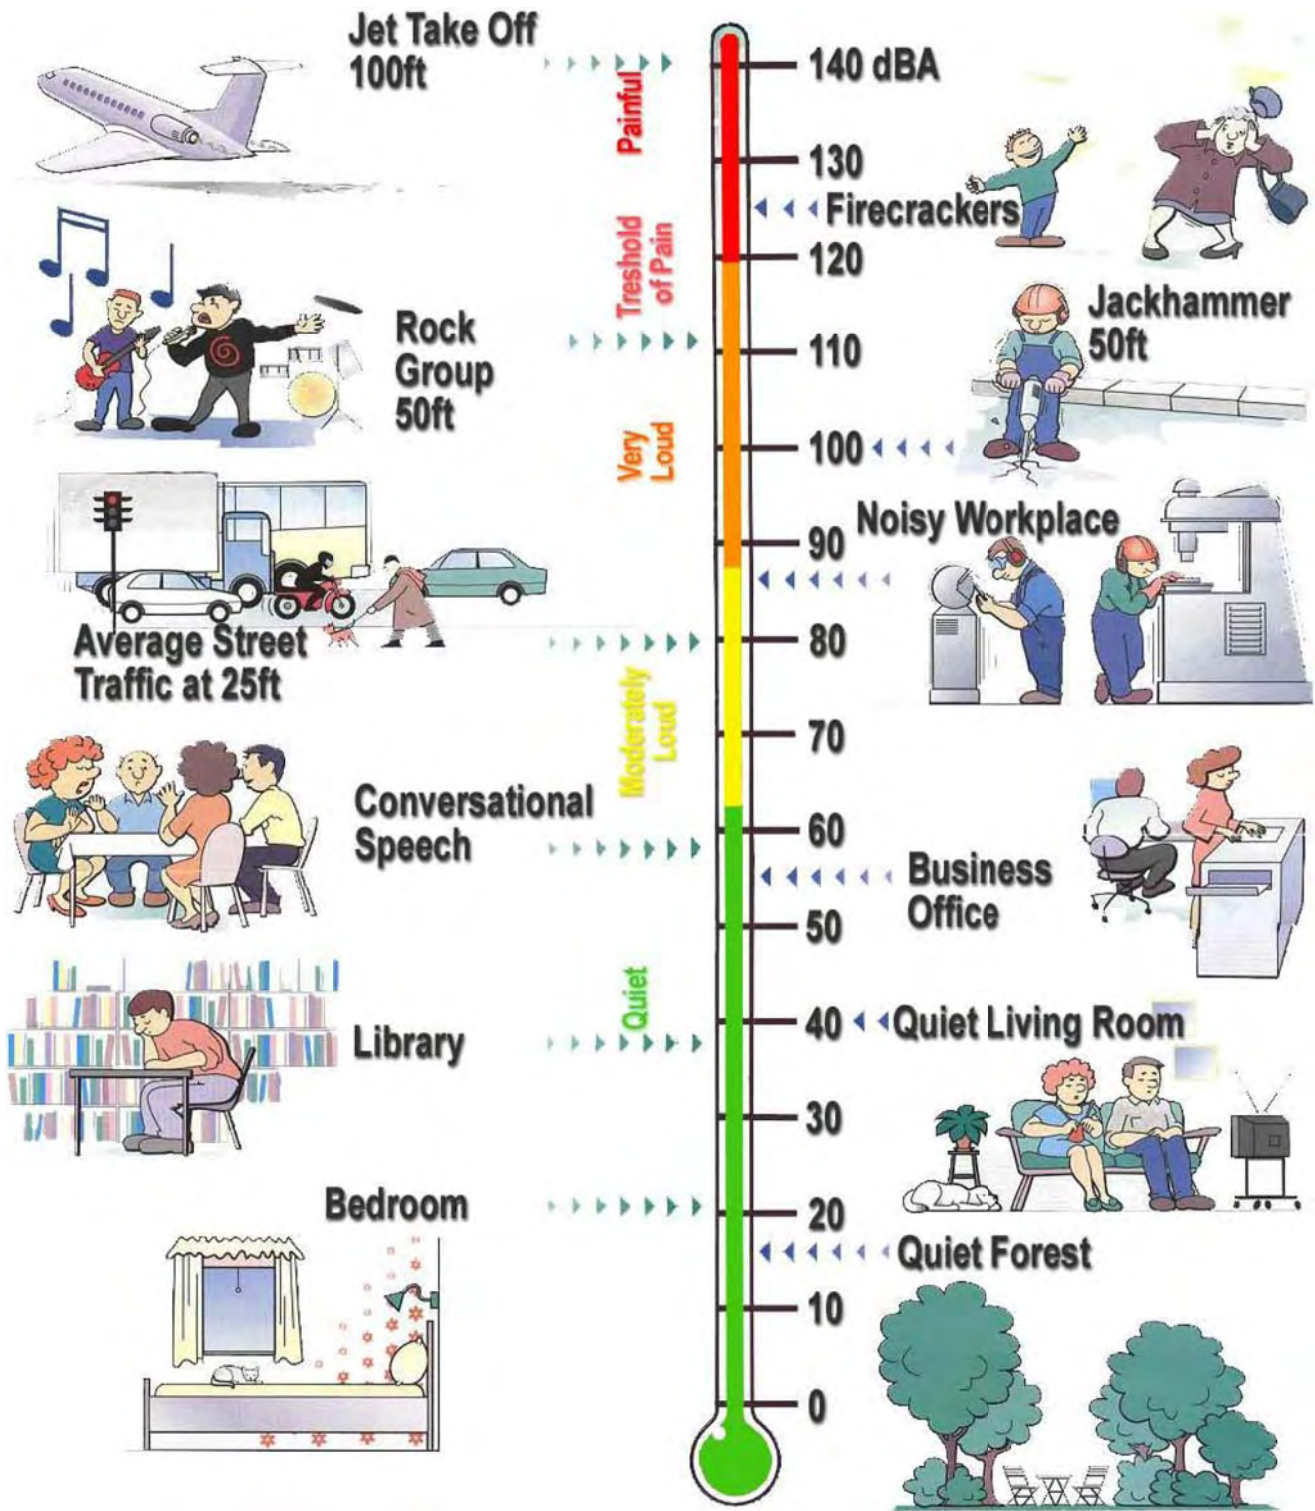 Jet Take Off
100ft
140 dBA
Painful
130
Firecrackers
Treshold
of Pain
120
Jackhammer
50ft
Rock
Group
50ft
110
Very
Loud
100
Noisy Workplace
90
Average Street
Traffic at 25ft
80
Moderately
Loud
70
Conversational
Speech
60
Business
Office
50
Quiet
40
Quiet Living Room
Library
30
Bedroom
20
Quiet Forest
10
0